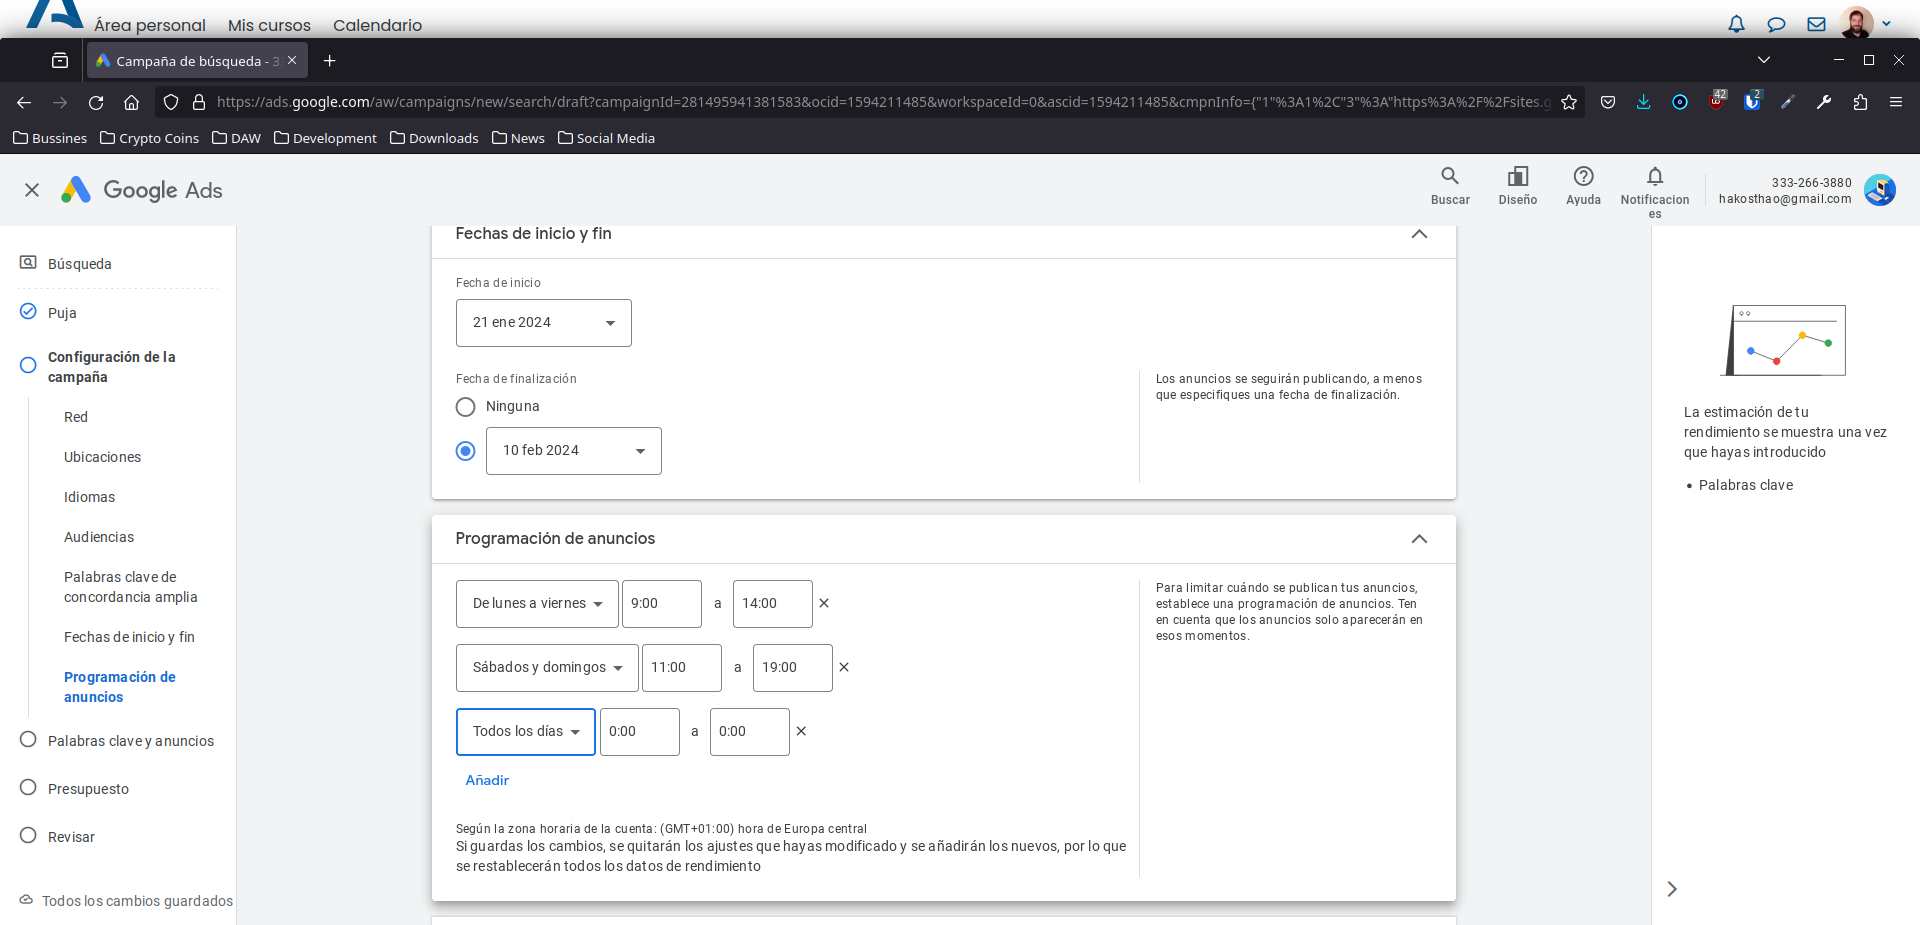 Área personal Mis cursos Calendario
Campaña de búsqueda - 3
https://ads.google.com/aw/campaigns/new/search/draft?campaignId=281495941381583&ocid=1594211485&workspaceId=0&ascid=1594211485&cmpnInfo={"1"%3A1%2C"3"%3A"https%3A%2F%2Fsites.g
42
2
Bussines Crypto Coins DAW Development Downloads News Social Media
Google Ads
Buscar
Diseño
Ayuda
Notificacion
es
333-266-3880
hakosthao@gmail.com
Búsqueda
Puja
Configuración de la
campaña
Red
Ubicaciones
Idiomas
Audiencias
Palabras clave de
concordancia amplia
Fechas de inicio y fin
Programación de
anuncios
Palabras clave y anuncios
Presupuesto
Revisar
Todos los cambios guardados
Fechas de inicio y fin
Fecha de inicio
21 ene 2024
Fecha de finalización
Ninguna
10 feb 2024
Los anuncios se seguirán publicando, a menos
que especifiques una fecha de finalización.
Programación de anuncios
De lunes a viernes 9:00 a 14:00
Sábados y domingos 11:00 a 19:00
Todos los días 0:00 a 0:00
Añadir
Según la zona horaria de la cuenta: (GMT+01:00) hora de Europa central
Si guardas los cambios, se quitarán los ajustes que hayas modificado y se añadirán los nuevos, por lo que
se restablecerán todos los datos de rendimiento
Para limitar cuándo se publican tus anuncios,
establece una programación de anuncios. Ten
en cuenta que los anuncios solo aparecerán en
esos momentos.
La estimación de tu
rendimiento se muestra una vez
que hayas introducido
• Palabras clave